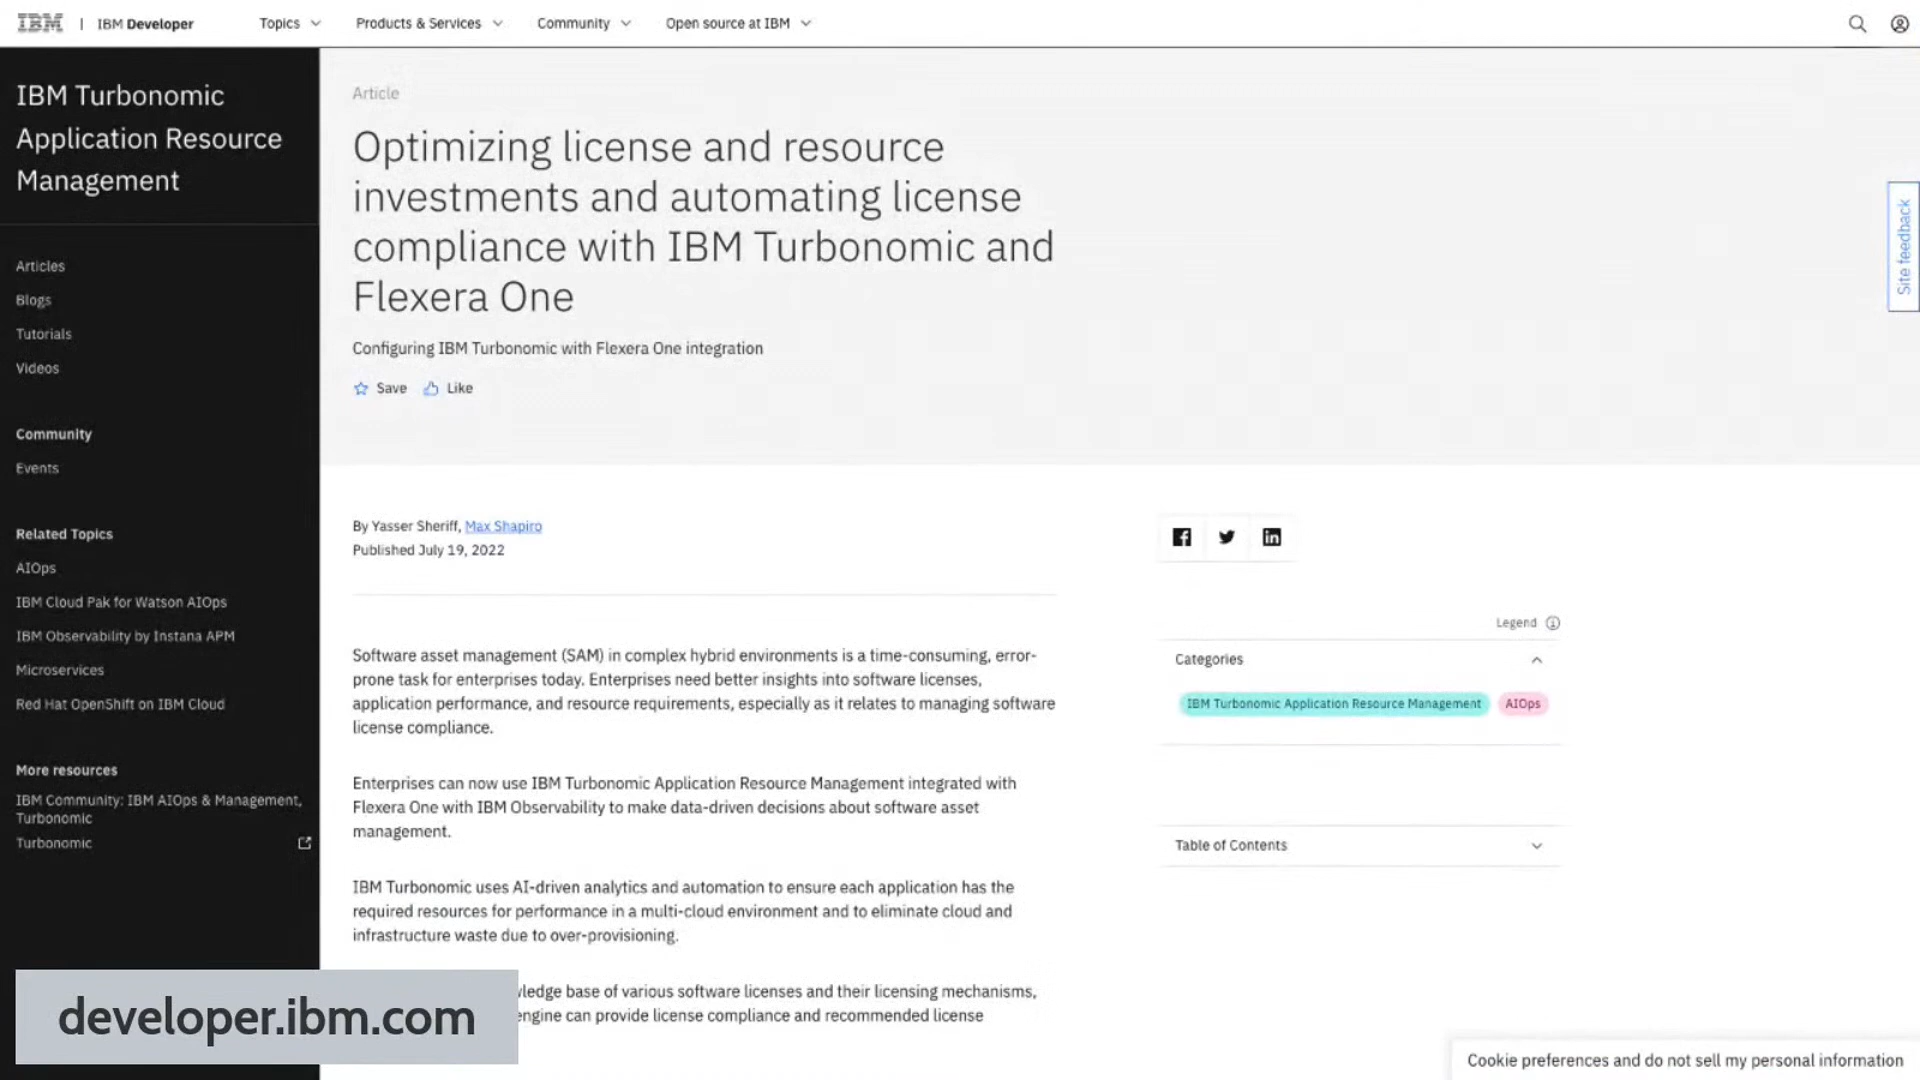 IBM | IBM Developer Topics Products & Services Community Open source at IBM
IBM Turbonomic
Application Resource
Management
Articles
Blogs
Tutorials
Videos
Community
Events
Related Topics
AIOps
IBM Cloud Pak for Watson AIOps
IBM Observability by Instana APM
Microservices
Red Hat OpenShift on IBM Cloud
More resources
IBM Community: IBM AIOps & Management,
Turbonomic
Turbonomic
Article
Optimizing license and resource
investments and automating license
compliance with IBM Turbonomic and
Flexera One
Configuring IBM Turbonomic with Flexera One integration
Save Like
By Yasser Sheriff, Max Shapiro
Published July 19, 2022
Software asset management (SAM) in complex hybrid environments is a time-consuming, error-
prone task for enterprises today. Enterprises need better insights into software licenses,
application performance, and resource requirements, especially as it relates to managing software
license compliance.
Enterprises can now use IBM Turbonomic Application Resource Management integrated with
Flexera One with IBM Observability to make data-driven decisions about software asset
management.
IBM Turbonomic uses AI-driven analytics and automation to ensure each application has the
required resources for performance in a multi-cloud environment and to eliminate cloud and
infrastructure waste due to over-provisioning.
base of various software licenses and their licensing mechanisms,
engine can provide license compliance and recommended license
Legend
Categories
IBM Turbonomic Application Resource Management AIOps
Table of Contents
Site feedback
developer.ibm.com
Cookie preferences and do not sell my personal information